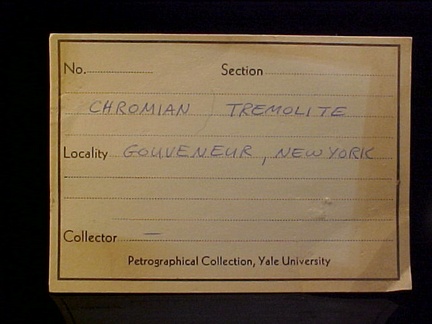 No. Section
CHROMIAN TREMOLITE
Locality GOUVENEUR, NEW YORK
Collector —
Petrographical Collection, Yale University